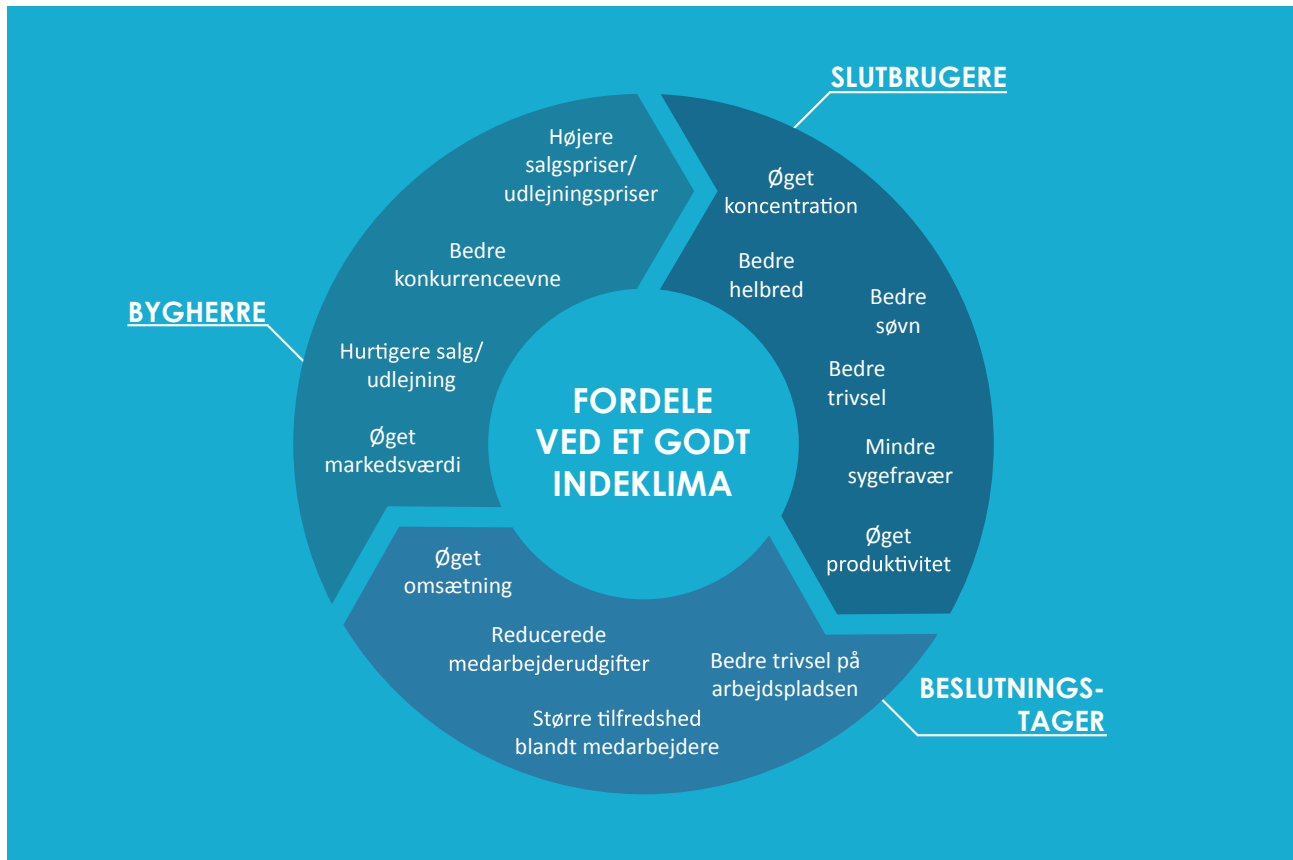 SLUTBRUGERE
Øget
koncentration
Bedre
helbred
Bedre
søvn
Bedre
trivsel
Mindre
sygefravær
Øget
produktivitet
BESLUTNINGS-
TAGER
Bedre trivsel på
arbejdspladsen
Større tilfredshed
blandt medarbejdere
Reducerede
medarbejderudgifter
Øget
omsætning
BYGHERRE
Øget
markedsværdi
Hurtigere salg/
udlejning
Bedre
konkurrenceevne
Højere
salgspriser/
udlejningspriser
FORDELE
VED ET GODT
INDEKLIMA